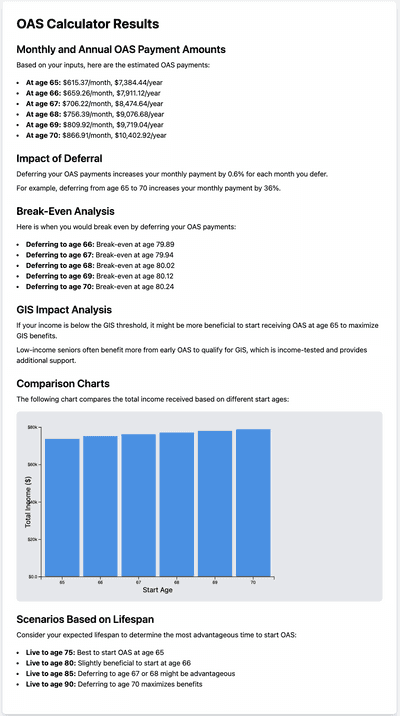 OAS Calculator Results
Monthly and Annual OAS Payment Amounts
Based on your inputs, here are the estimated OAS payments:
• At age 65: $615.37/month, $7,384.44/year
• At age 66: $659.26/month, $7,911.12/year
• At age 67: $706.22/month, $8,474.64/year
• At age 68: $756.39/month, $9,076.68/year
• At age 69: $809.92/month, $9,719.04/year
• At age 70: $866.91/month, $10,402.92/year
Impact of Deferral
Deferring your OAS payments increases your monthly payment by 0.6% for each month you defer.
For example, deferring from age 65 to 70 increases your monthly payment by 36%.
Break-Even Analysis
Here is when you would break even by deferring your OAS payments:
• Deferring to age 66: Break-even at age 79.89
• Deferring to age 67: Break-even at age 79.94
• Deferring to age 68: Break-even at age 80.02
• Deferring to age 69: Break-even at age 80.12
• Deferring to age 70: Break-even at age 80.24
GIS Impact Analysis
If your income is below the GIS threshold, it might be more beneficial to start receiving OAS at age 65 to maximize
GIS benefits.
Low-income seniors often benefit more from early OAS to qualify for GIS, which is income-tested and provides
additional support.
Comparison Charts
The following chart compares the total income received based on different start ages:
$80k
$60k
$40k
$20k
$0.0
Total Income ($)
65 66 67 68 69 70
Start Age
Scenarios Based on Lifespan
Consider your expected lifespan to determine the most advantageous time to start OAS:
• Live to age 75: Best to start OAS at age 65
• Live to age 80: Slightly beneficial to start at age 66
• Live to age 85: Deferring to age 67 or 68 might be advantageous
• Live to age 90: Deferring to age 70 maximizes benefits